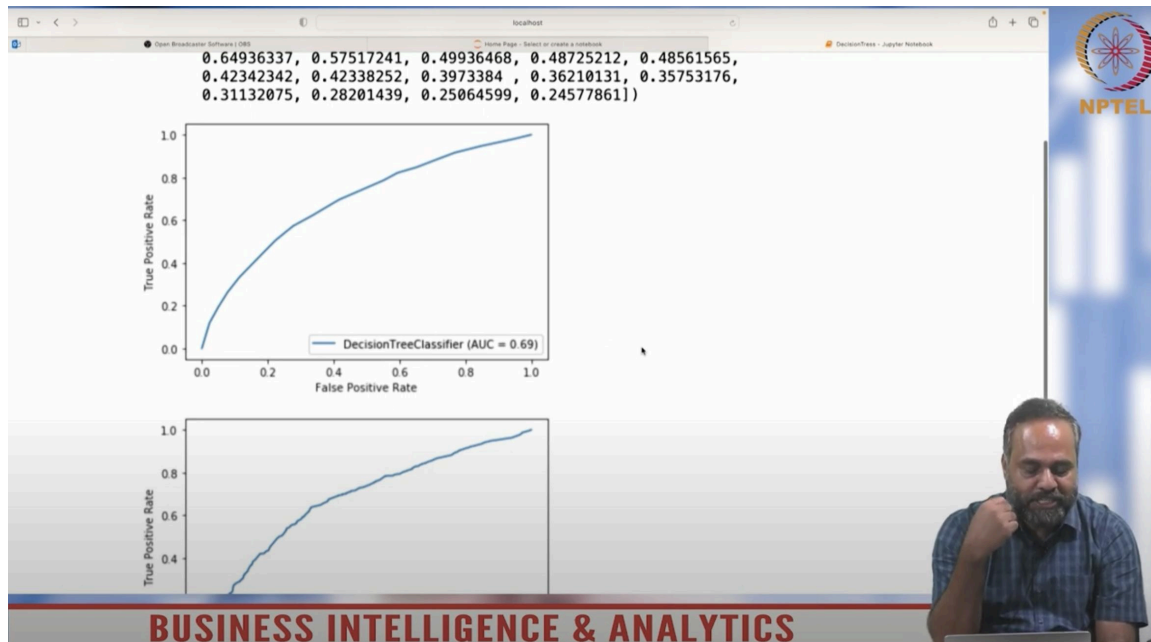 localhost
Open Broadcaster Software | OBS
Home Page - Select or create a notebook
DecisionTress - Jupyter Notebook
NPTEL
0.64936337, 0.57517241, 0.49936468, 0.48725212, 0.48561565,
0.42342342, 0.42338252, 0.3973384 , 0.36210131, 0.35753176,
0.31132075, 0.28201439, 0.25064599, 0.24577861])
1.0
0.8
0.6
0.4
0.2
0.0
True Positive Rate
DecisionTreeClassifier (AUC = 0.69)
0.0 0.2 0.4 0.6 0.8 1.0
False Positive Rate
1.0
0.8
0.6
0.4
True Positive Rate
BUSINESS INTELLIGENCE & ANALYTICS